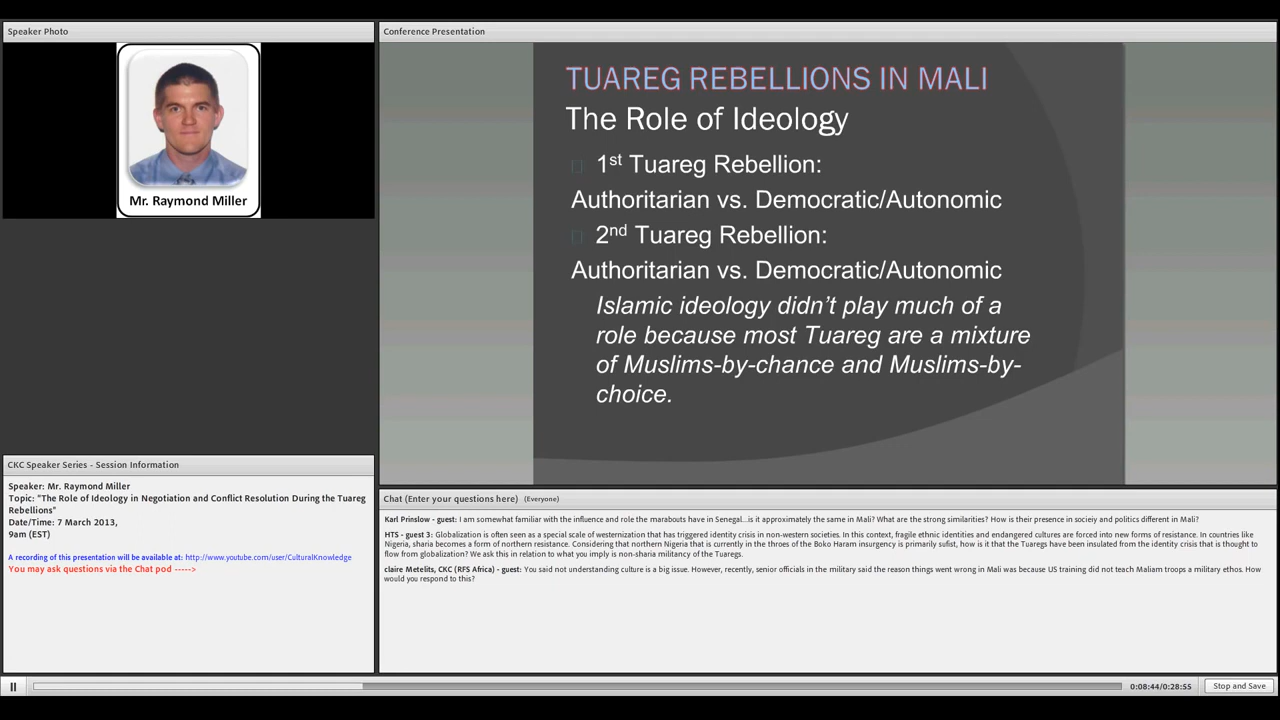 Speaker Photo
Mr. Raymond Miller
Conference Presentation
TUAREG REBELLIONS IN MALI
The Role of Ideology
1st Tuareg Rebellion:
Authoritarian vs. Democratic/Autonomic
2nd Tuareg Rebellion:
Authoritarian vs. Democratic/Autonomic
Islamic ideology didn't play much of a
role because most Tuareg are a mixture
of Muslims-by-chance and Muslims-by-
choice.
CKC Speaker Series - Session Information
Speaker: Mr. Raymond Miller
Topic: "The Role of Ideology in Negotiation and Conflict Resolution During the Tuareg
Rebellions"
Date/Time: 7 March 2013,
9am (EST)
A recording of this presentation will be available at: http://www.youtube.com/user/CulturalKnowledge
You may ask questions via the Chat pod ----->
Chat (Enter your questions here) (Everyone)
Karl Prinslow - guest: I am somewhat familiar with the influence and role the marabouts have in Senegal...is it approximately the same in Mali? What are the strong similarities? How is their presence in socieiy and politics different in Mali?
HTS - guest 3: Globalization is often seen as a special scale of westernization that has triggered identity crisis in non-western societies. In this context, fragile ethnic identities and endangered cultures are forced into new forms of resistance. In countries like
Nigeria, sharia becomes a form of northern resistance. Considering that northern Nigeria that is currently in the throes of the Boko Haram insurgency is primarily sufist, how is it that the Tuaregs have been insulated from the identity crisis that is thought to
flow from globalization? We ask this in relation to what you imply is non-sharia militancy of the Tuaregs.
claire Metelits, CKC (RFS Africa) - guest: You said not understanding culture is a big issue. However, recently, senior officials in the military said the reason things went wrong in Mali was because US training did not teach Maliam troops a military ethos. How
would you respond to this?
0:08:44/0:28:55
Stop and Save